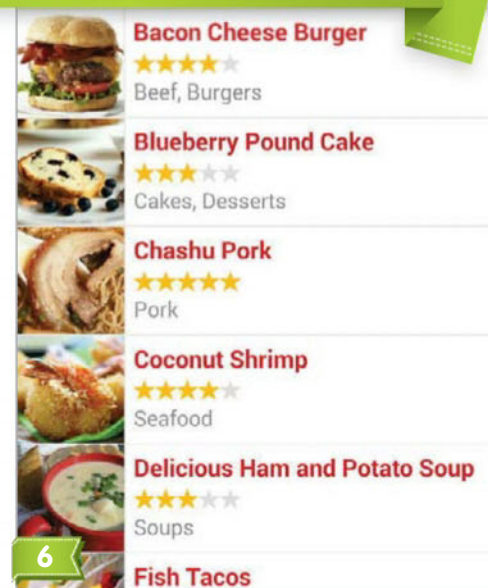 Bacon Cheese Burger
Beef, Burgers
Blueberry Pound Cake
Cakes, Desserts
Chashu Pork
Pork
Coconut Shrimp
Seafood
Delicious Ham and Potato Soup
Soups
6
Fish Tacos